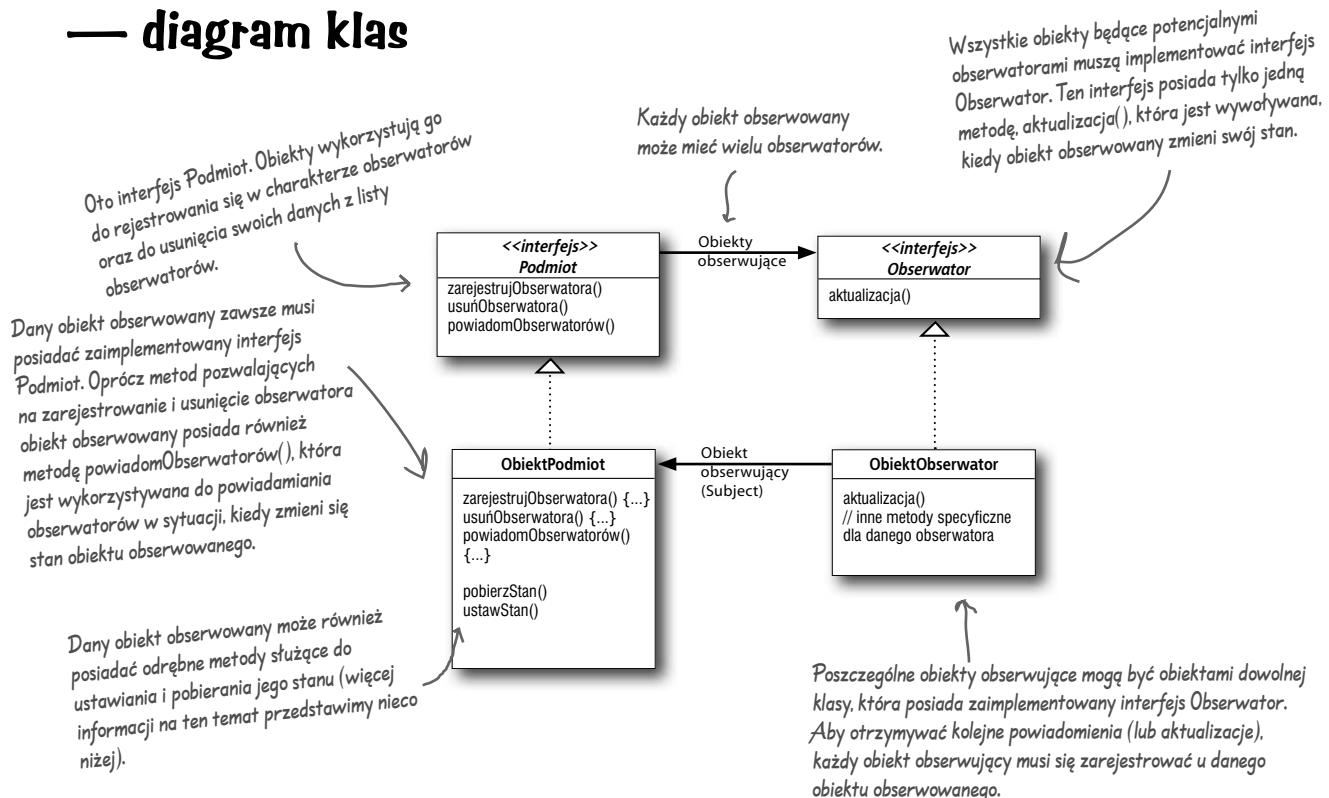 — diagram klas
Wszystkie obiekty będące potencjalnymi
obserwatorami muszą implementować interfejs
Obserwator. Ten interfejs posiada tylko jedną
metodę, aktualizacja(), która jest wywoływana,
kiedy obiekt obserwowany zmieni swój stan.
Każdy obiekt obserwowany
może mieć wielu obserwatorów.
Oto interfejs Podmiot. Obiekty wykorzystują go
do rejestrowania się w charakterze obserwatorów
oraz do usunięcia swoich danych z listy
obserwatorów.
<<interfejs>>
Podmiot
zarejestrujObserwatora()
usuńObserwatora()
powiadomObserwatorów()
Obiekty
obserwujące
<<interfejs>>
Obserwator
aktualizacja()
Dany obiekt obserwowany zawsze musi
posiadać zaimplementowany interfejs
Podmiot. Oprócz metod pozwalających
na zarejestrowanie i usunięcie obserwatora
obiekt obserwowany posiada również
metodę powiadomObserwatorów(), która
jest wykorzystywana do powiadamiania
obserwatorów w sytuacji, kiedy zmieni się
stan obiektu obserwowanego.
ObiektPodmiot
zarejestrujObserwatora() {...}
usuńObserwatora() {...}
powiadomObserwatorów()
{...}
pobierzStan()
ustawStan()
Obiekt
obserwujący
(Subject)
ObiektObserwator
aktualizacja()
// inne metody specyficzne
dla danego obserwatora
Dany obiekt obserwowany może również
posiadać odrębne metody służące do
ustawiania i pobierania jego stanu (więcej
informacji na ten temat przedstawimy nieco
niżej).
Poszczególne obiekty obserwujące mogą być obiektami dowolnej
klasy, która posiada zaimplementowany interfejs Obserwator.
Aby otrzymywać kolejne powiadomienia (lub aktualizacje),
każdy obiekt obserwujący musi się zarejestrować u danego
obiektu obserwowanego.